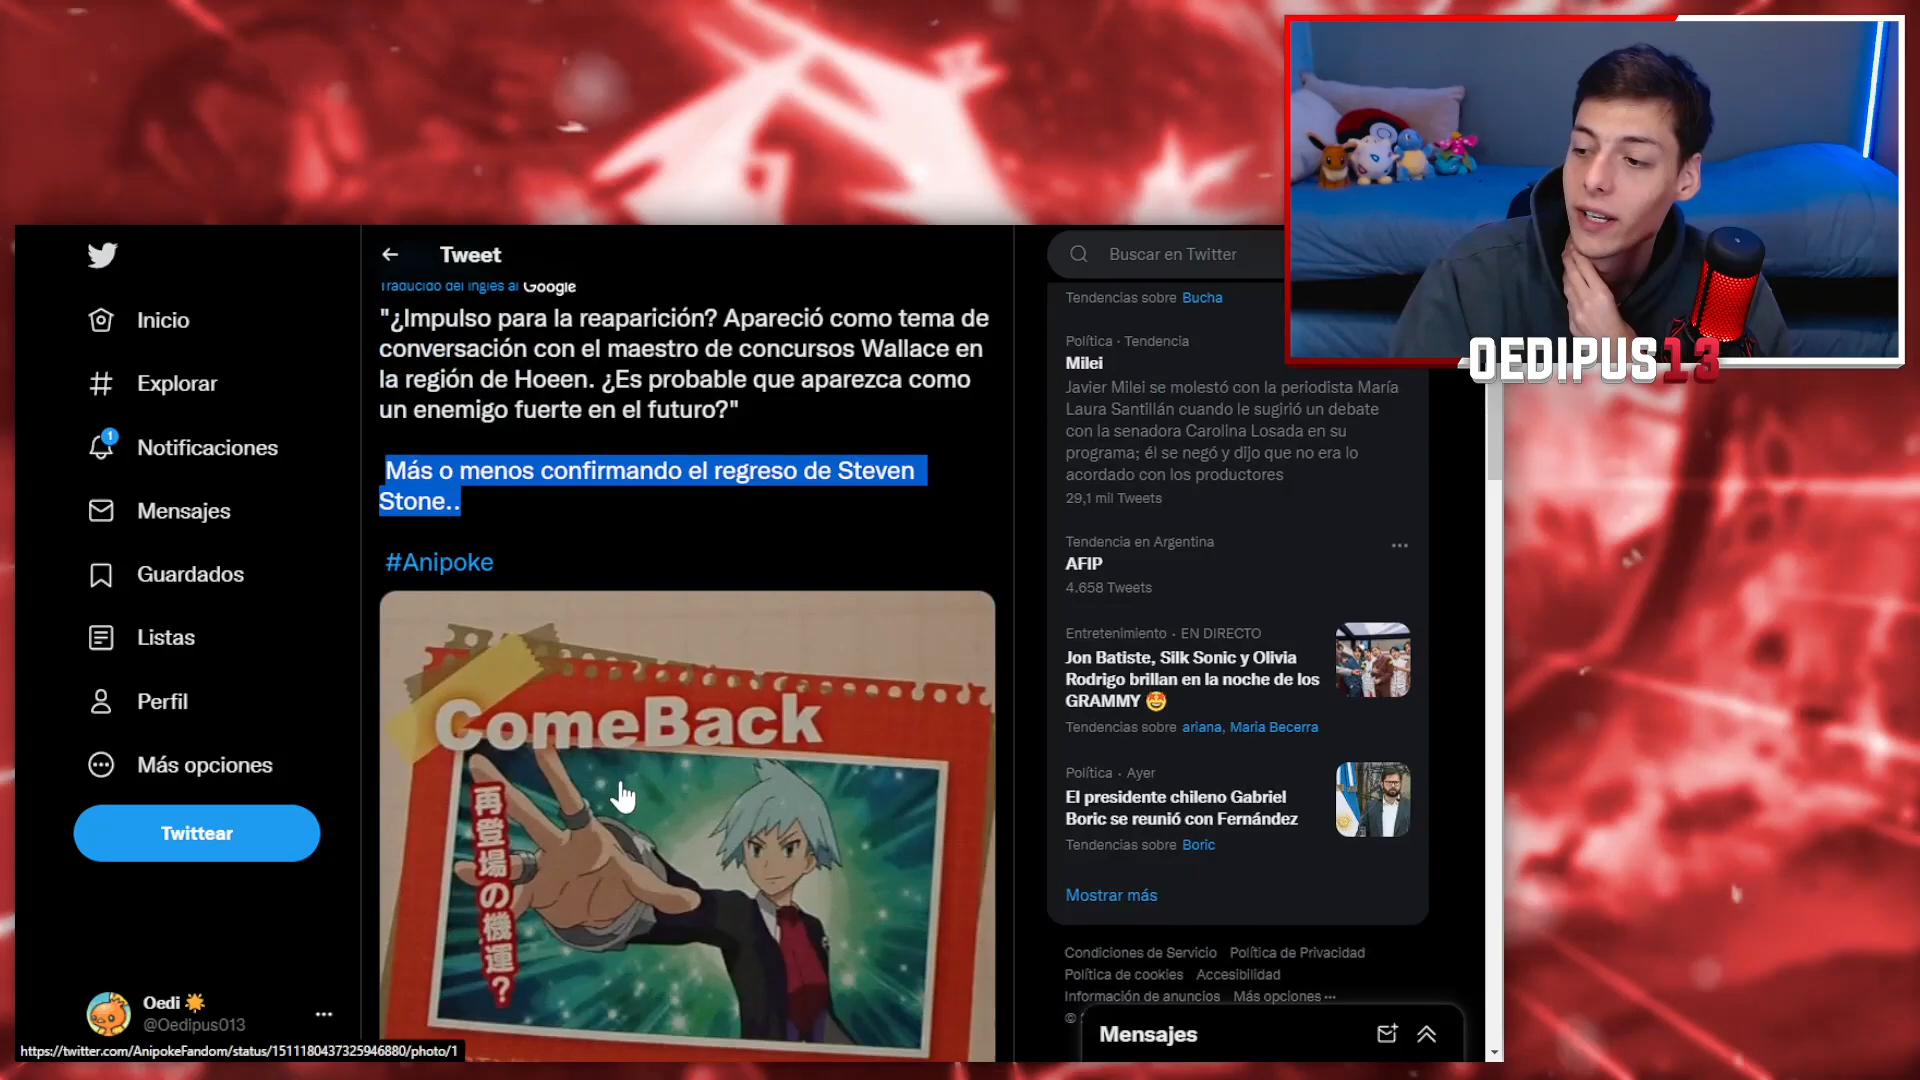 Tweet
Traducido del inglés al Google
"¿Impulso para la reaparición? Apareció como tema de
conversación con el maestro de concursos Wallace en
la región de Hoeen. ¿Es probable que aparezca como
un enemigo fuerte en el futuro?"
Más o menos confirmando el regreso de Steven
Stone..
#Anipoke
ComeBack
再登場の機運?
Inicio
Explorar
1
Notificaciones
Mensajes
Guardados
Listas
Perfil
Más opciones
Twittear
Oedi
@Oedipus013
https://twitter.com/AnipokeFandom/status/1511180437325946880/photo/1
Buscar en Twitter
Tendencias sobre Bucha
Política · Tendencia
Milei
Javier Milei se molestó con la periodista María
Laura Santillán cuando le sugirió un debate
con la senadora Carolina Losada en su
programa; él se negó y dijo que no era lo
acordado con los productores
29,1 mil Tweets
Tendencia en Argentina
AFIP
4.658 Tweets
Entretenimiento · EN DIRECTO
Jon Batiste, Silk Sonic y Olivia
Rodrigo brillan en la noche de los
GRAMMY 🤩
Tendencias sobre ariana, Maria Becerra
Política · Ayer
El presidente chileno Gabriel
Boric se reunió con Fernández
Tendencias sobre Boric
Mostrar más
Condiciones de Servicio Política de Privacidad
Política de cookies Accesibilidad
Información de anuncios Más opciones ···
©
Mensajes
OEDIPUS13